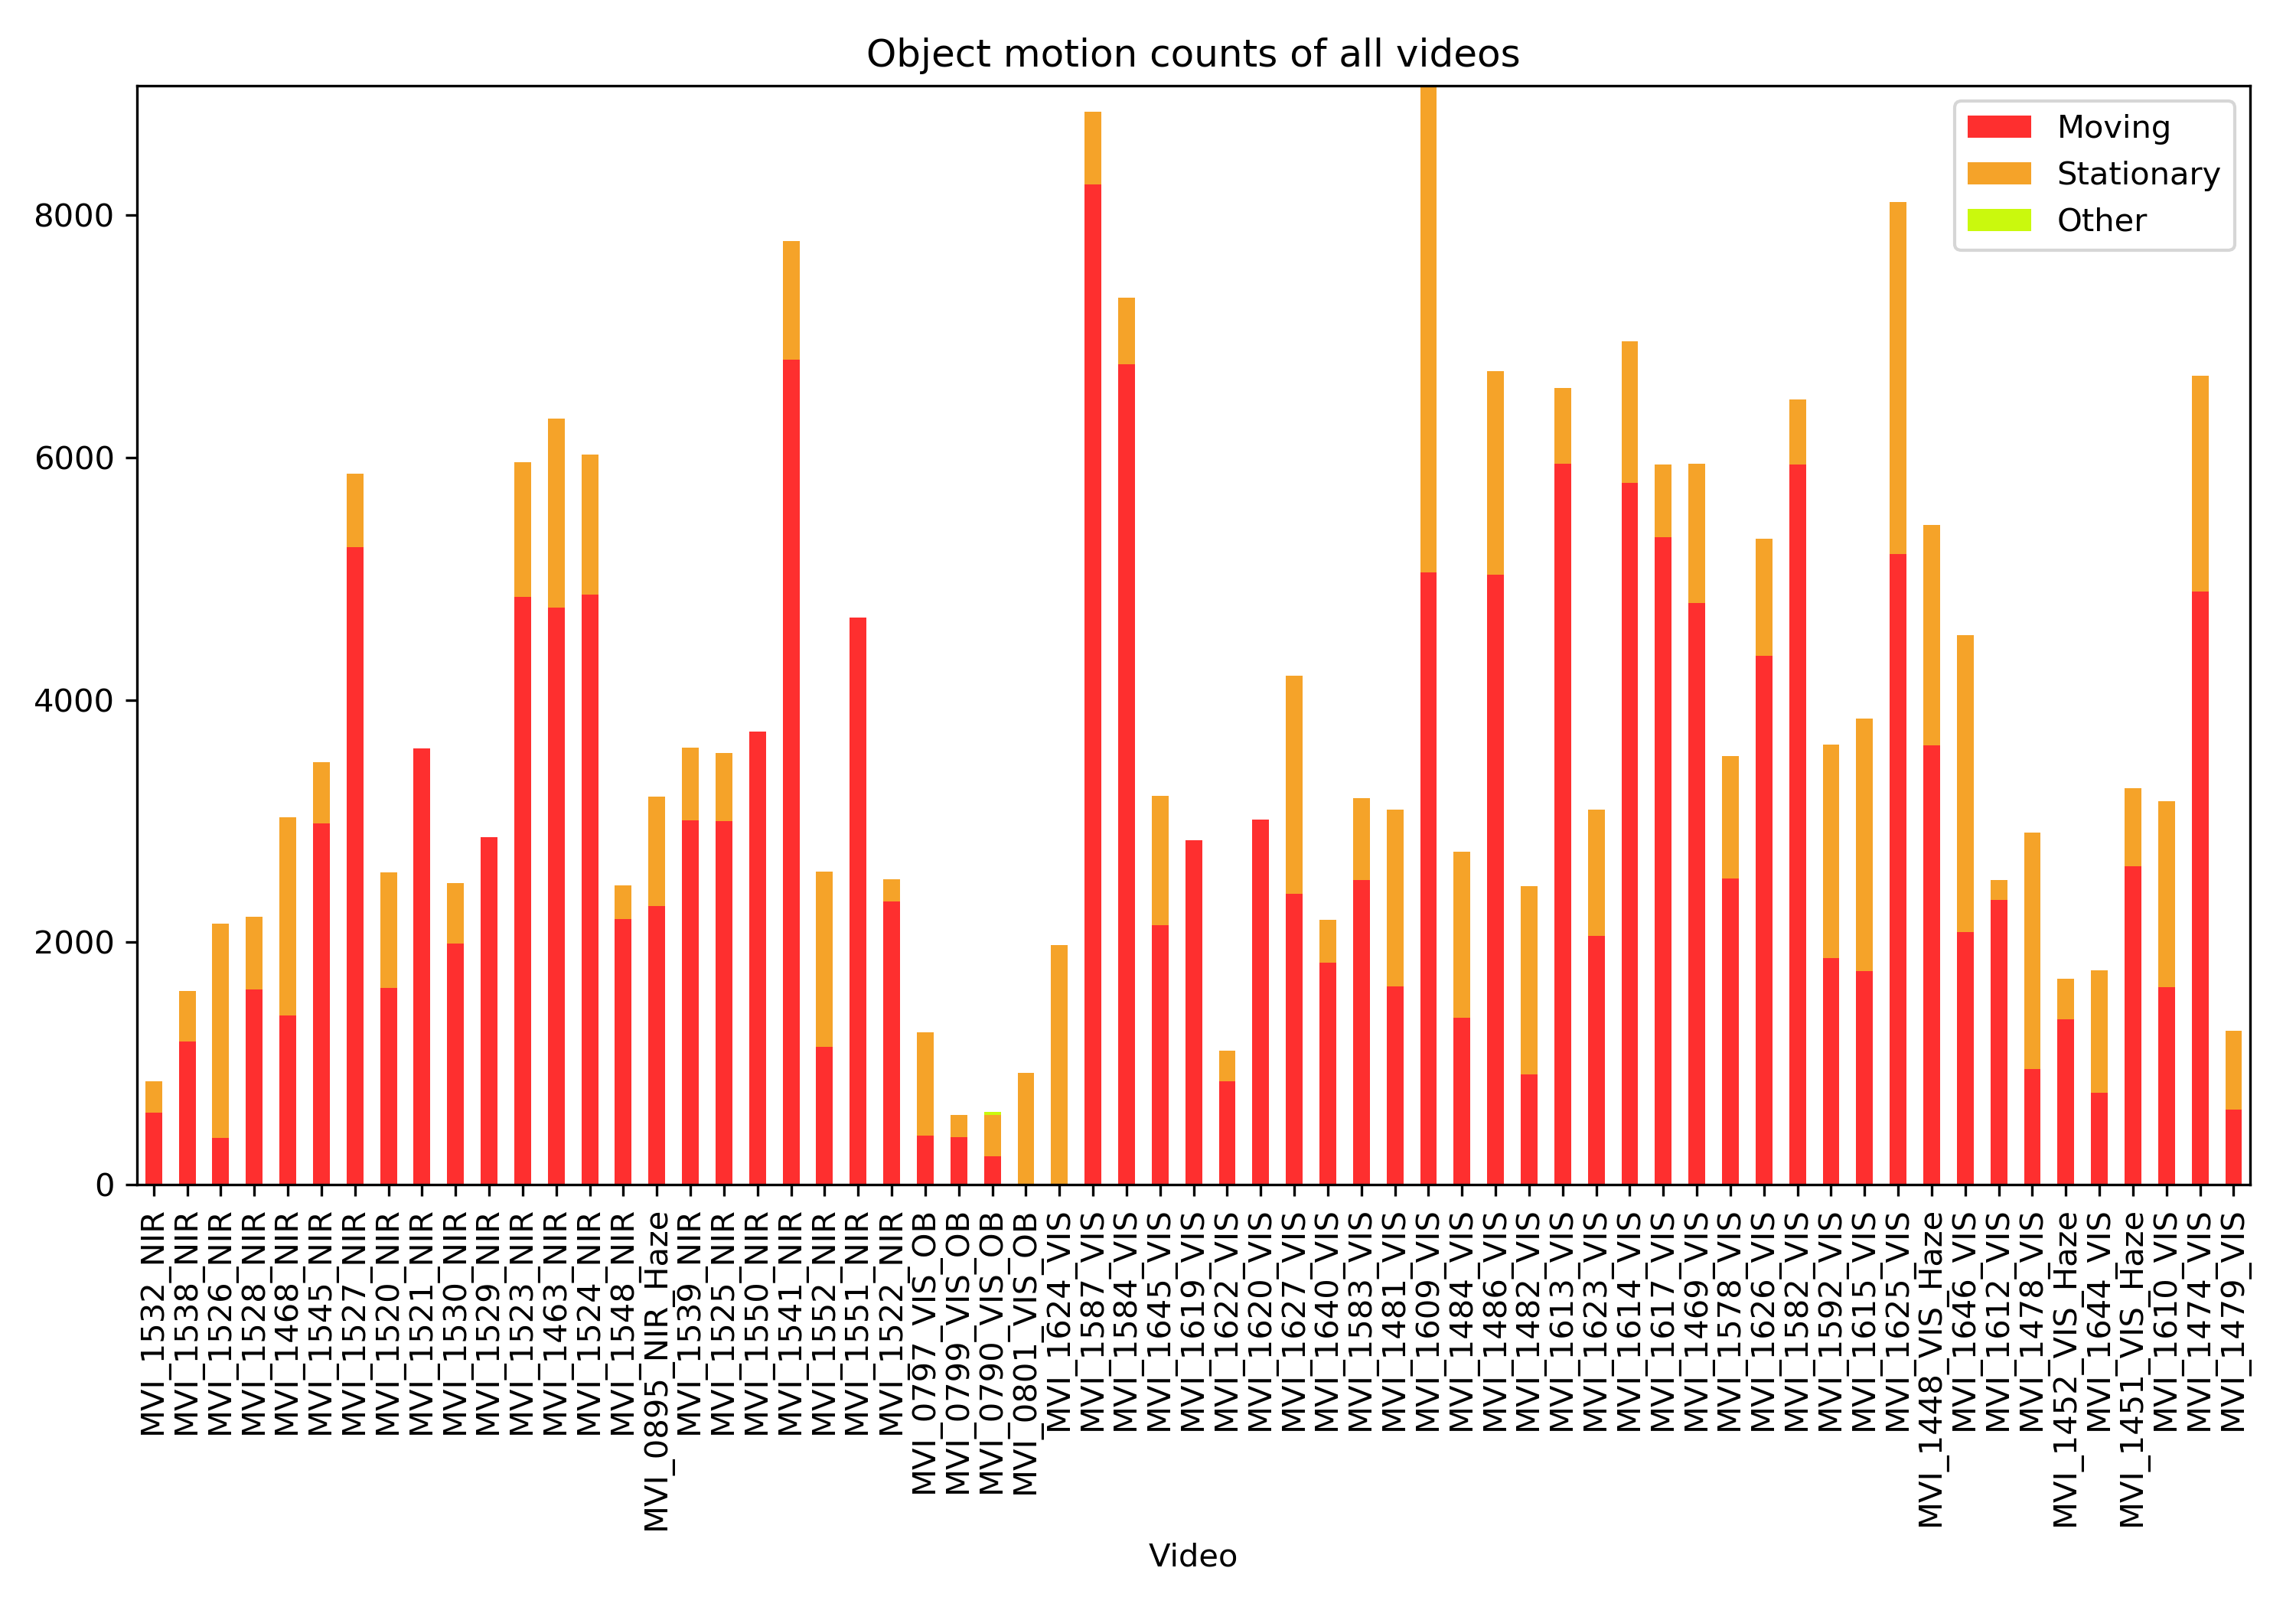 Object motion counts of all videos
Moving
Stationary
Other
8000
6000
4000
2000
0
MVI_1532_NIR
MVI_1538_NIR
MVI_1526_NIR
MVI_1528_NIR
MVI_1468_NIR
MVI_1545_NIR
MVI_1527_NIR
MVI_1520_NIR
MVI_1521_NIR
MVI_1530_NIR
MVI_1529_NIR
MVI_1523_NIR
MVI_1463_NIR
MVI_1524_NIR
MVI_1548_NIR
MVI_0895_NIR_Haze
MVI_1539_NIR
MVI_1525_NIR
MVI_1550_NIR
MVI_1541_NIR
MVI_1552_NIR
MVI_1551_NIR
MVI_1522_NIR
MVI_0797_VIS_OB
MVI_0799_VIS_OB
MVI_0790_VIS_OB
MVI_0801_VIS_OB
MVI_1624_VIS
MVI_1587_VIS
MVI_1584_VIS
MVI_1645_VIS
MVI_1619_VIS
MVI_1622_VIS
MVI_1620_VIS
MVI_1627_VIS
MVI_1640_VIS
MVI_1583_VIS
MVI_1481_VIS
MVI_1609_VIS
MVI_1484_VIS
MVI_1486_VIS
MVI_1482_VIS
MVI_1613_VIS
MVI_1623_VIS
MVI_1614_VIS
MVI_1617_VIS
MVI_1469_VIS
MVI_1578_VIS
MVI_1626_VIS
MVI_1582_VIS
MVI_1592_VIS
MVI_1615_VIS
MVI_1625_VIS
MVI_1448_VIS_Haze
MVI_1646_VIS
MVI_1612_VIS
MVI_1478_VIS
MVI_1452_VIS_Haze
MVI_1644_VIS
MVI_1451_VIS_Haze
MVI_1610_VIS
MVI_1474_VIS
MVI_1479_VIS
Video